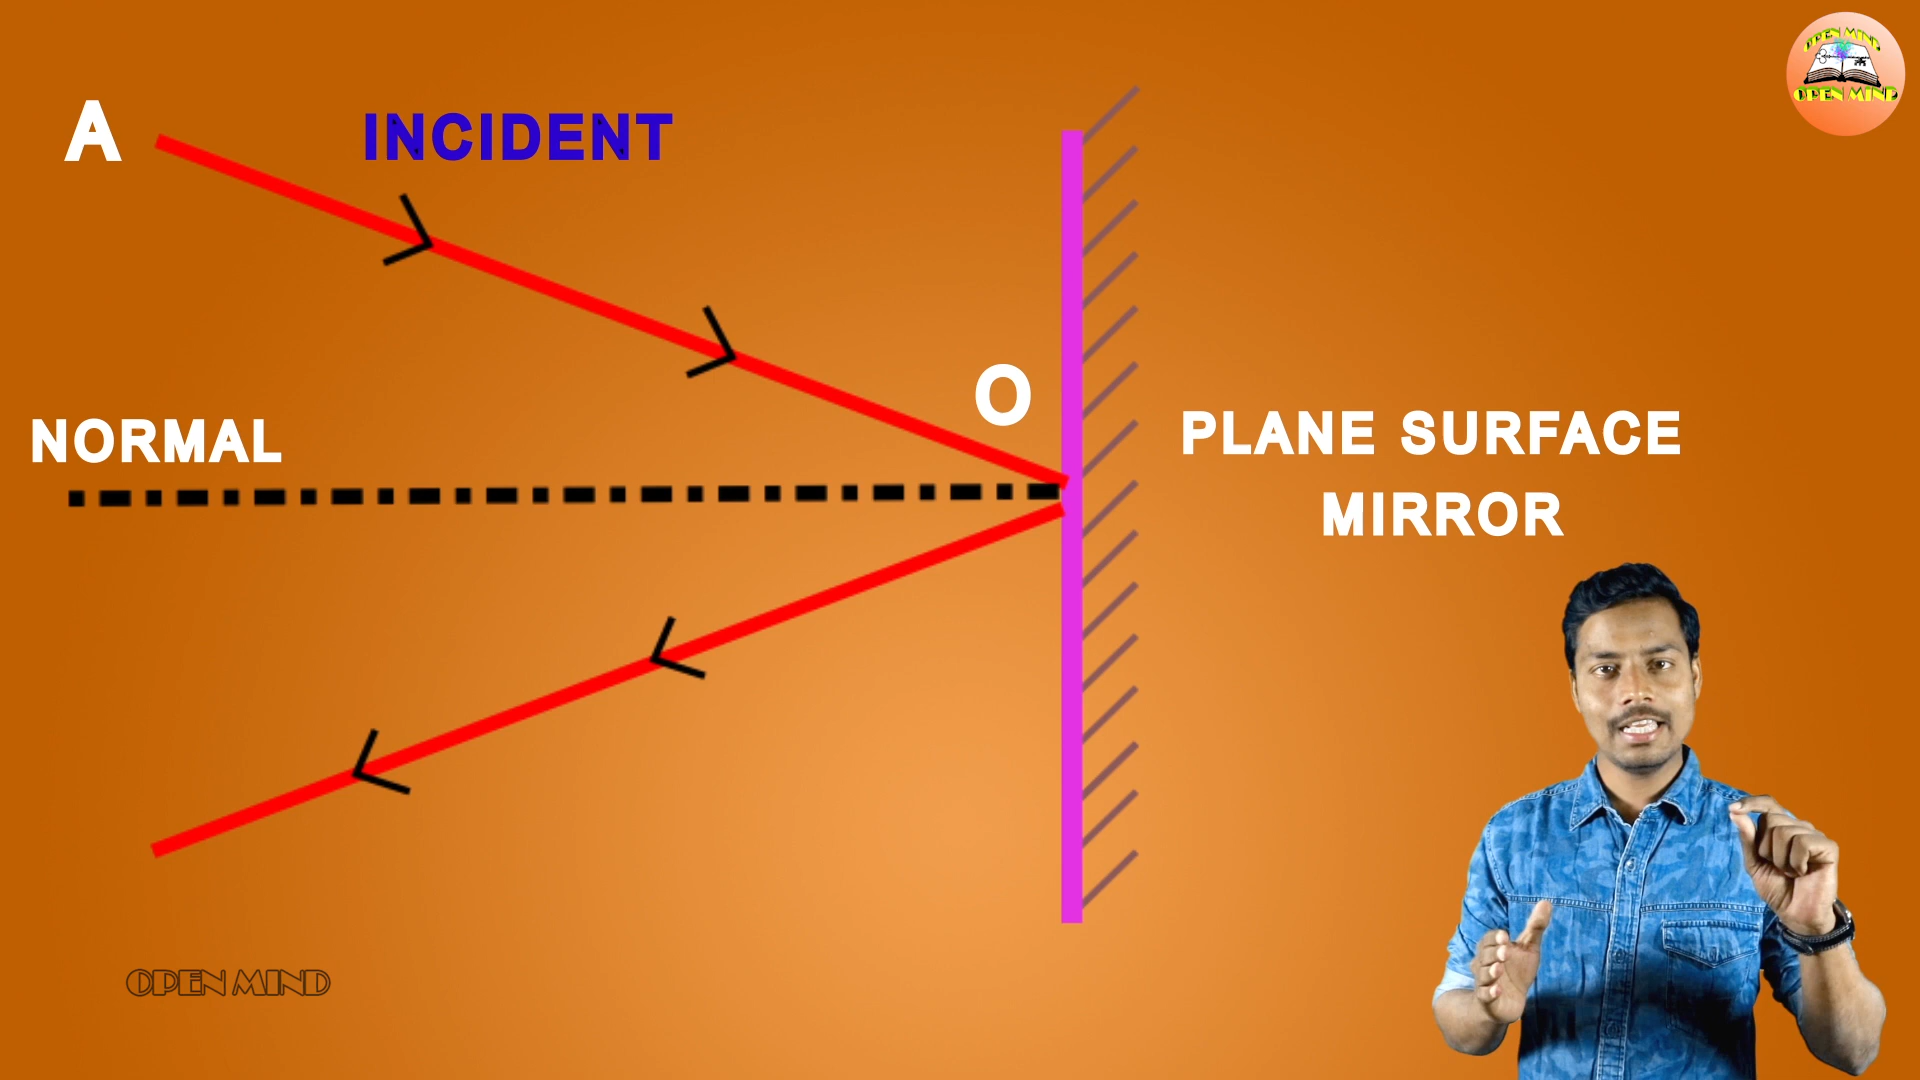 OPEN MIND
OPEN MIND
A
INCIDENT
O
NORMAL
PLANE SURFACE
MIRROR
OPEN MIND